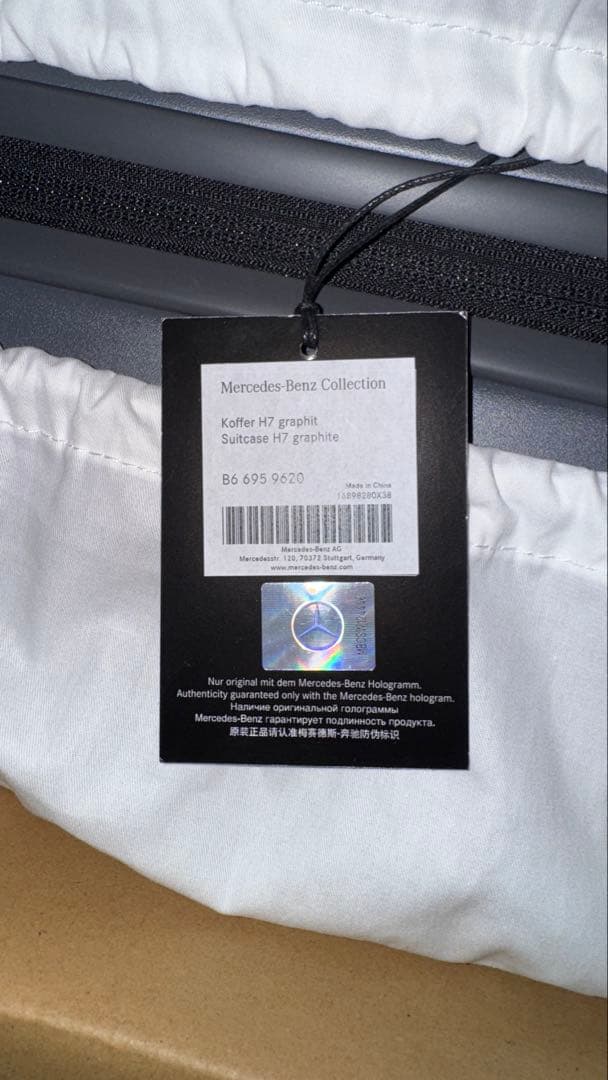 Mercedes-Benz Collection
Koffer H7 graphit
Suitcase H7 graphite
B6 695 9620
Made in China
16898280X38
Mercedes-Benz AG
Mercedesstr. 120, 70372 Stuttgart, Germany
www.mercedes-benz.com
Nur original mit dem Mercedes-Benz Hologramm.
Authenticity guaranteed only with the Mercedes-Benz hologram.
Наличие оригинальной голограммы
Mercedes-Benz гарантирует подлинность продукта.
原装正品请认准梅赛德斯-奔驰防伪标识